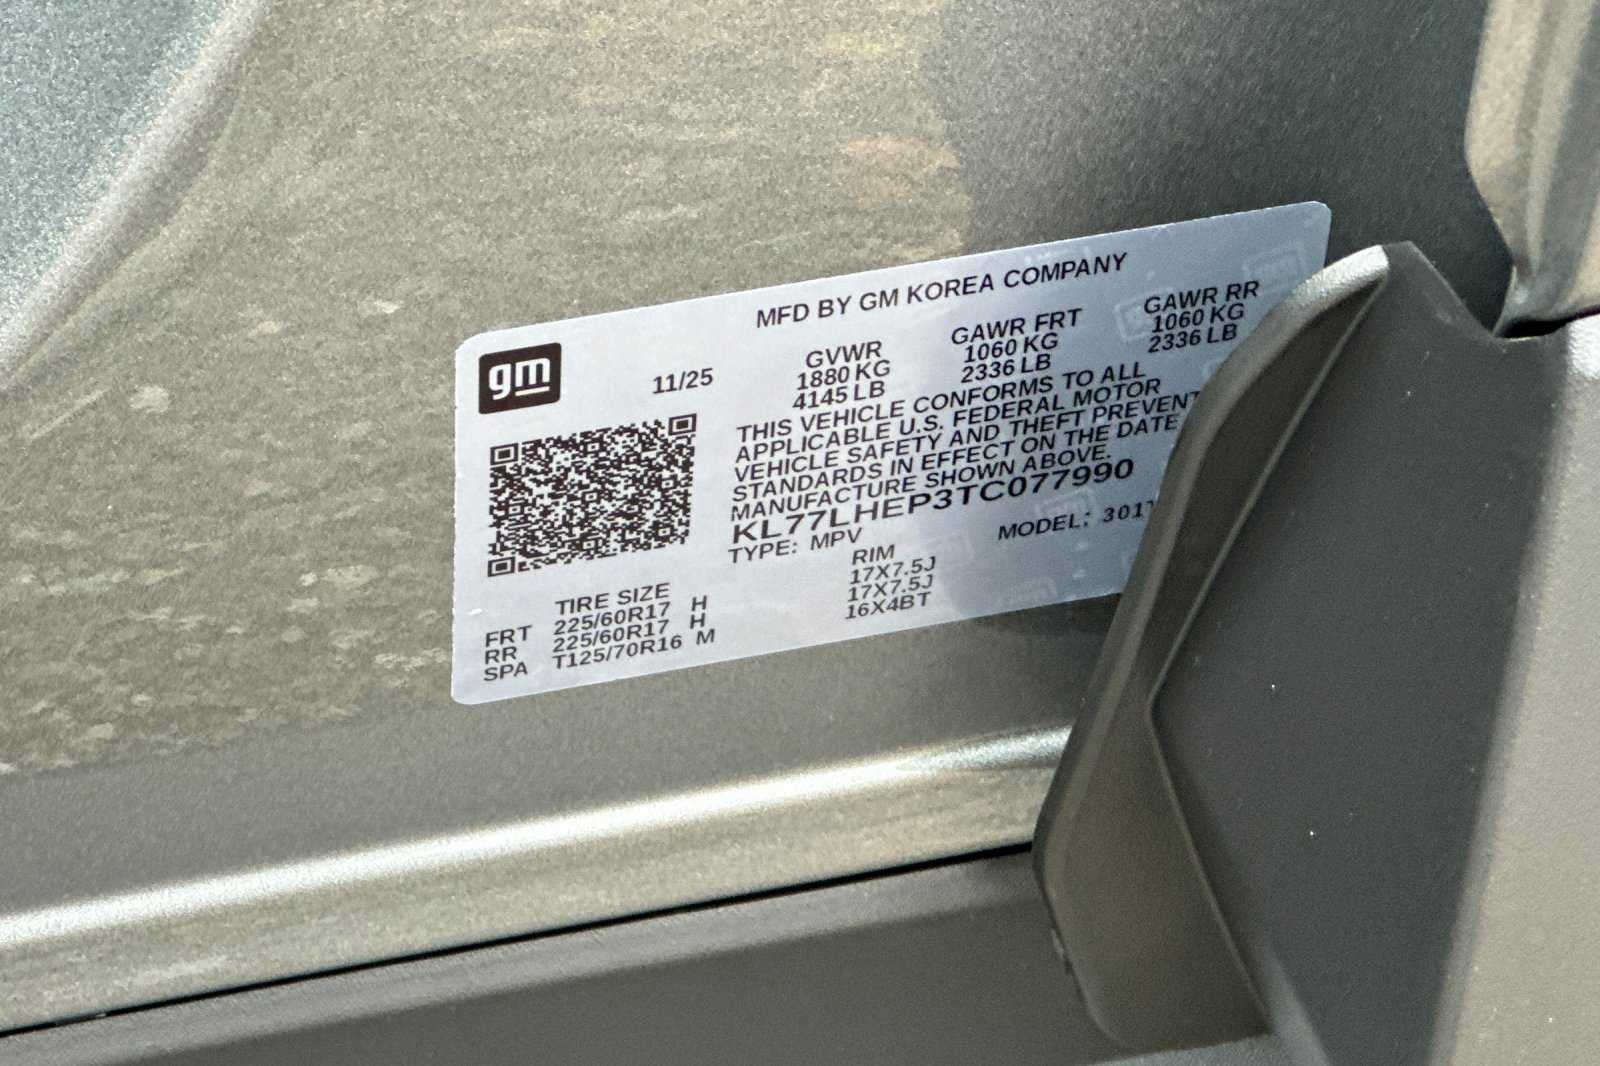 MFD BY GM KOREA COMPANY
gm
11/25
GVWR GAWR FRT GAWR RR
1880 KG 1060 KG 1060 KG
4145 LB 2336 LB 2336 LB
THIS VEHICLE CONFORMS TO ALL
APPLICABLE U.S. FEDERAL MOTOR
VEHICLE SAFETY AND THEFT PREVENT
STANDARDS IN EFFECT ON THE DATE
MANUFACTURE SHOWN ABOVE.
KL77LHEP3TC077990
TYPE: MPV MODEL: 301
TIRE SIZE RIM
FRT 225/60R17 H 17X7.5J
RR 225/60R17 H 17X7.5J
SPA T125/70R16 M 16X4BT